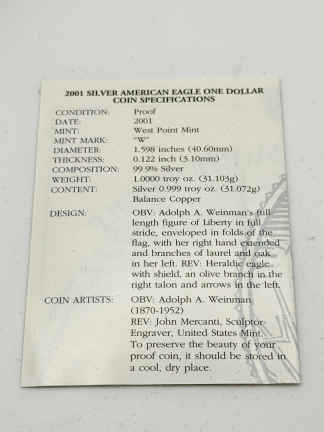 2001 SILVER AMERICAN EAGLE ONE DOLLAR
COIN SPECIFICATIONS
CONDITION: Proof
DATE: 2001
MINT: West Point Mint
MINT MARK: "W"
DIAMETER: 1.598 inches (40.60mm)
THICKNESS: 0.122 inch (3.10mm)
COMPOSITION: 99.9% Silver
WEIGHT: 1.0000 troy oz. (31.103g)
CONTENT: Silver 0.999 troy oz. (31.072g)
Balance Copper
DESIGN: OBV: Adolph A. Weinman's full
length figure of Liberty in full
stride, enveloped in folds of the
flag, with her right hand extended
and branches of laurel and oak
in her left. REV: Heraldic eagle
with shield, an olive branch in the
right talon and arrows in the left.
COIN ARTISTS: OBV: Adolph A. Weinman
(1870-1952)
REV: John Mercanti, Sculptor-
Engraver, United States Mint
To preserve the beauty of your
proof coin, it should be stored in
a cool, dry place.